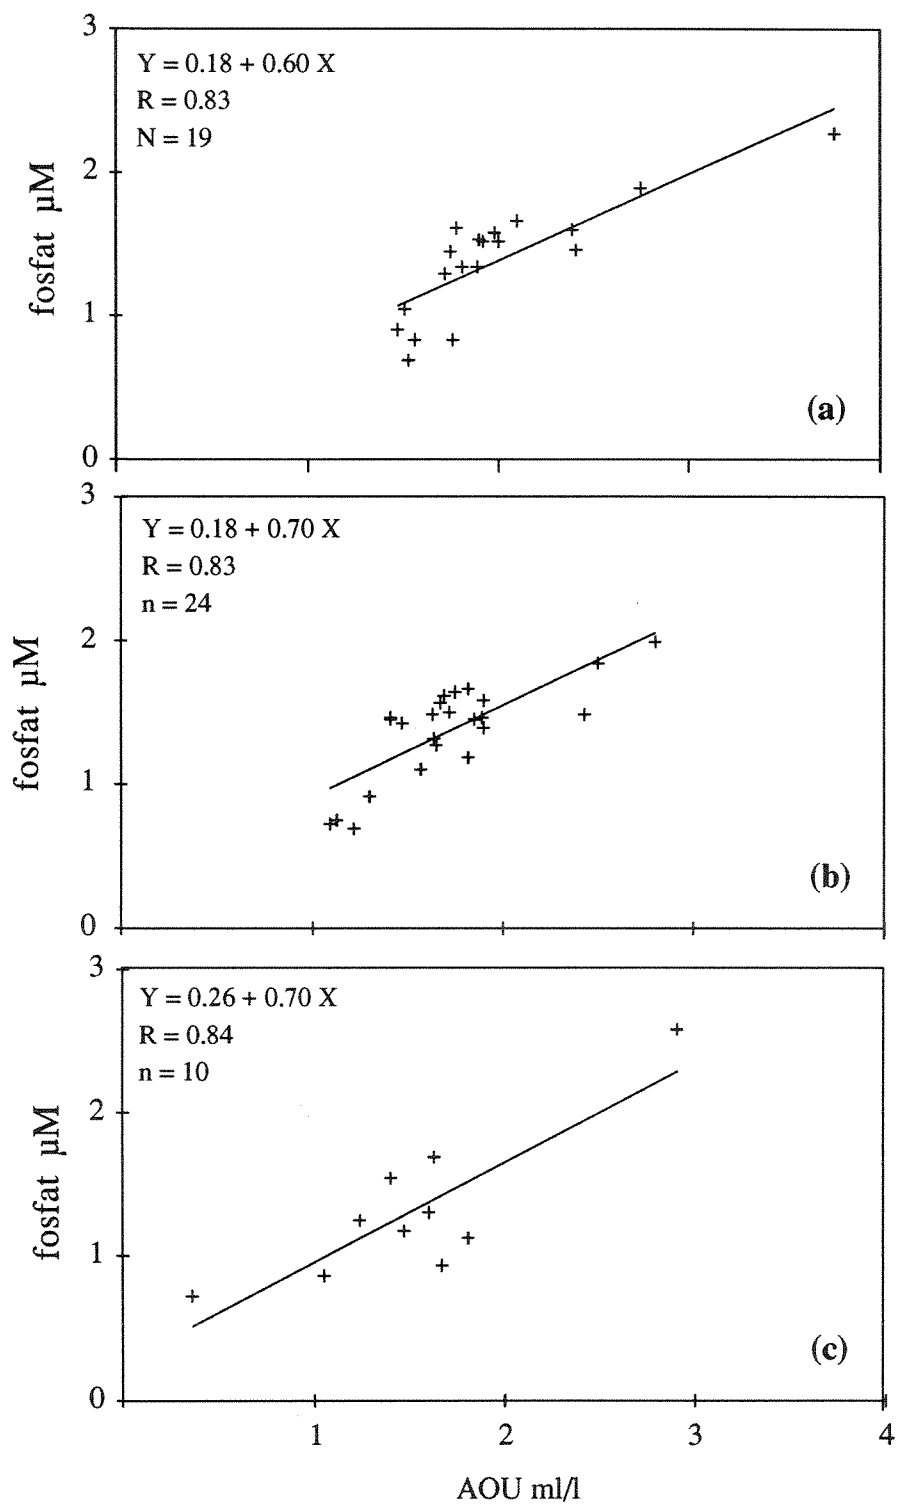 3
Y = 0.18 + 0.60 X
R = 0.83
N = 19
2
fosfat µM
1
(a)
0
3
Y = 0.18 + 0.70 X
R = 0.83
n = 24
2
fosfat µM
1
(b)
0
3
Y = 0.26 + 0.70 X
R = 0.84
n = 10
2
fosfat µM
1
(c)
0
1 2 3 4
AOU ml/l